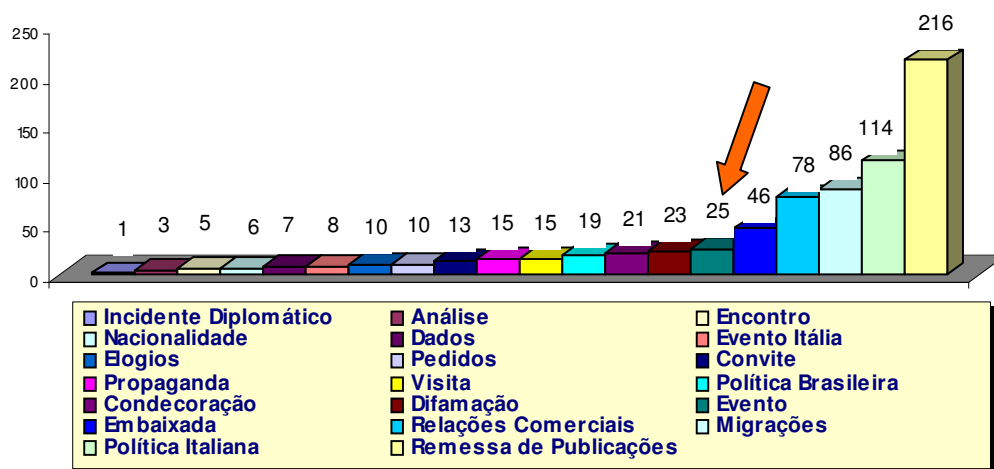 250
200
150
100
50
0
1 3 5 6 7 8 10 10 13 15 15 19 21 23 25 46 78 86 114 216
Incidente Diplomático Análise Encontro
Nacionalidade Dados Evento Itália
Elogios Pedidos Convite
Propaganda Visita Política Brasileira
Condecoração Difamação Evento
Embaixada Relações Comerciais Migrações
Política Italiana Remessa de Publicações